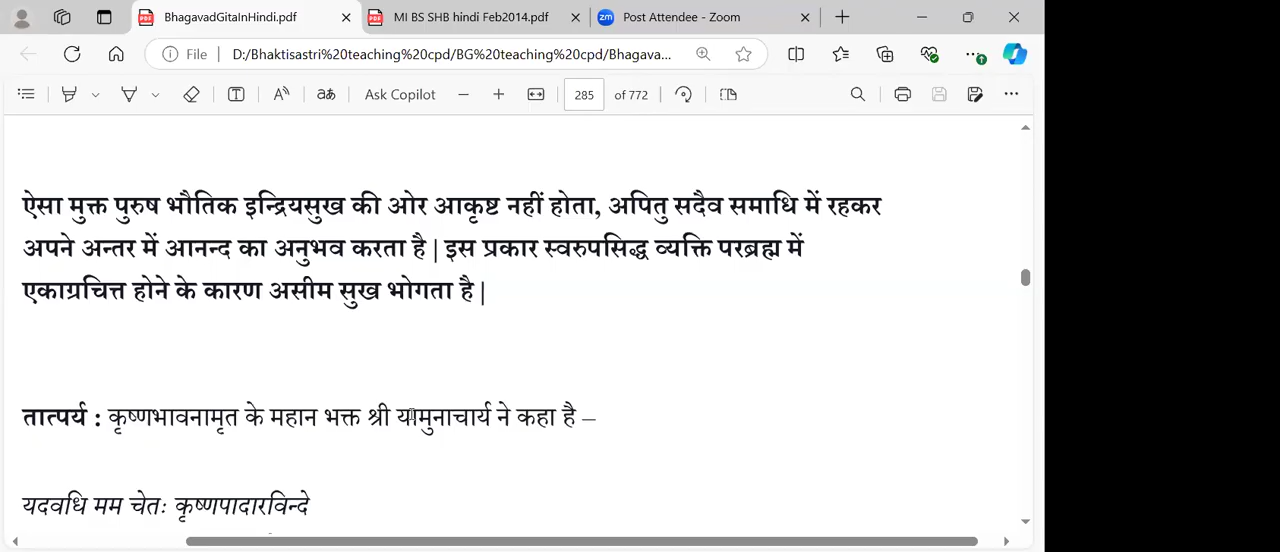 BhagavadGitaInHindi.pdf
MI BS SHB hindi Feb2014.pdf
zm Post Attendee - Zoom
File D:/Bhaktisastri%20teaching%20cpd/BG%20teaching%20cpd/Bhagava...
aあ Ask Copilot 285 of 772
ऐसा मुक्त पुरुष भौतिक इन्द्रियसुख की ओर आकृष्ट नहीं होता, अपितु सदैव समाधि में रहकर
अपने अन्तर में आनन्द का अनुभव करता है | इस प्रकार स्वरुपसिद्ध व्यक्ति परब्रह्म में
एकाग्रचित्त होने के कारण असीम सुख भोगता है |
तात्पर्य : कृष्णभावनामृत के महान भक्त श्री यामुनाचार्य ने कहा है –
यदवधि मम चेतः कृष्णपादारविन्दे